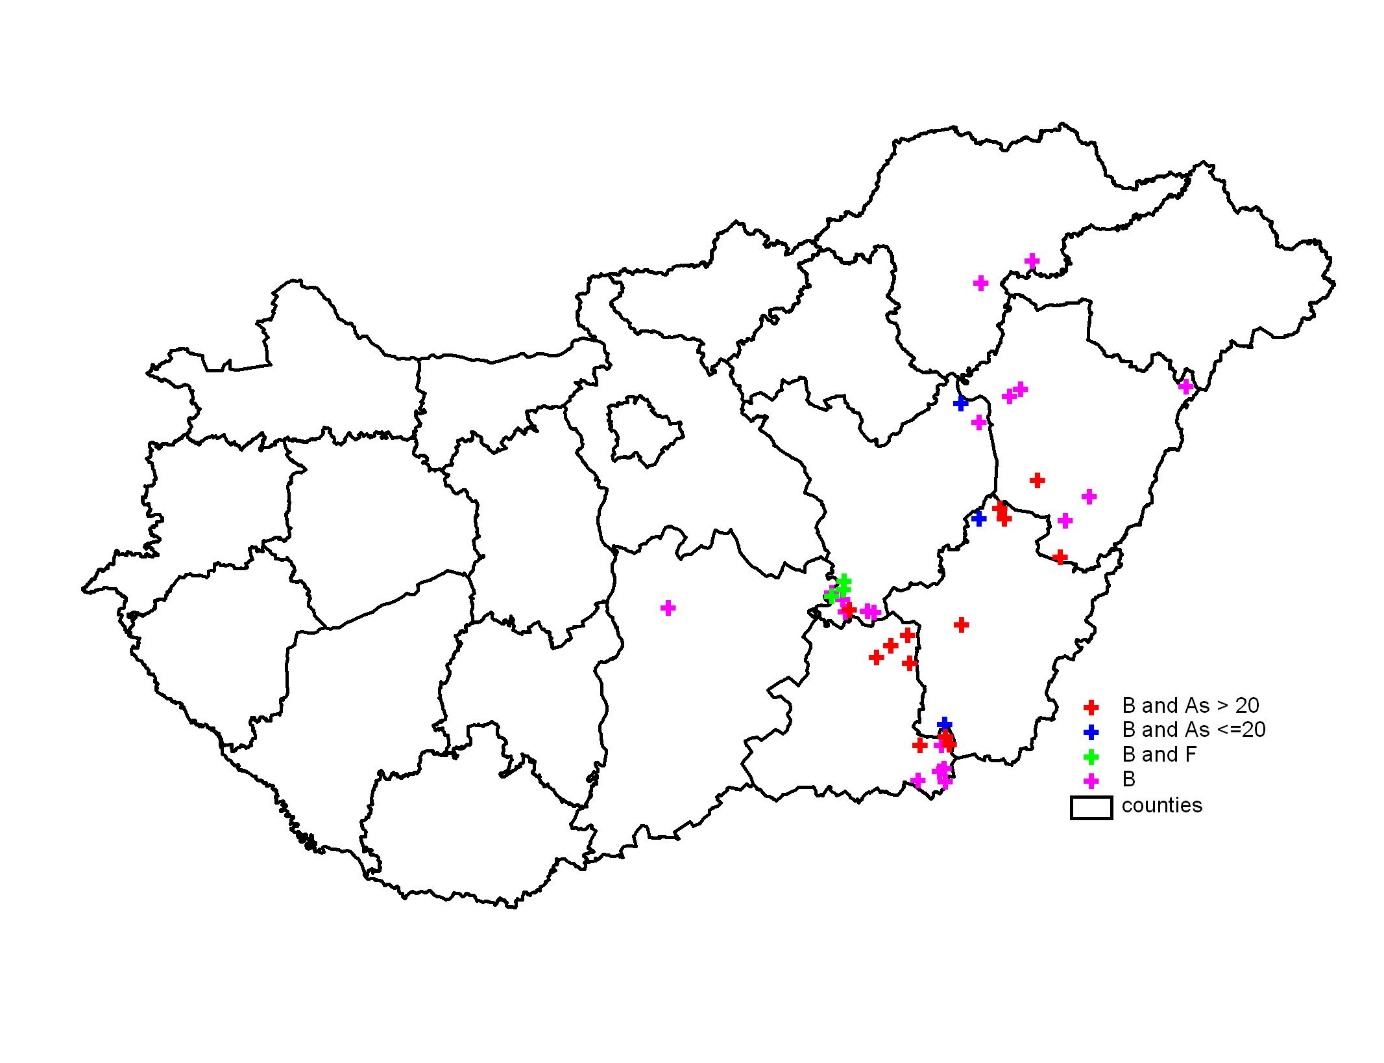 B and As > 20
B and As <=20
B and F
B
counties